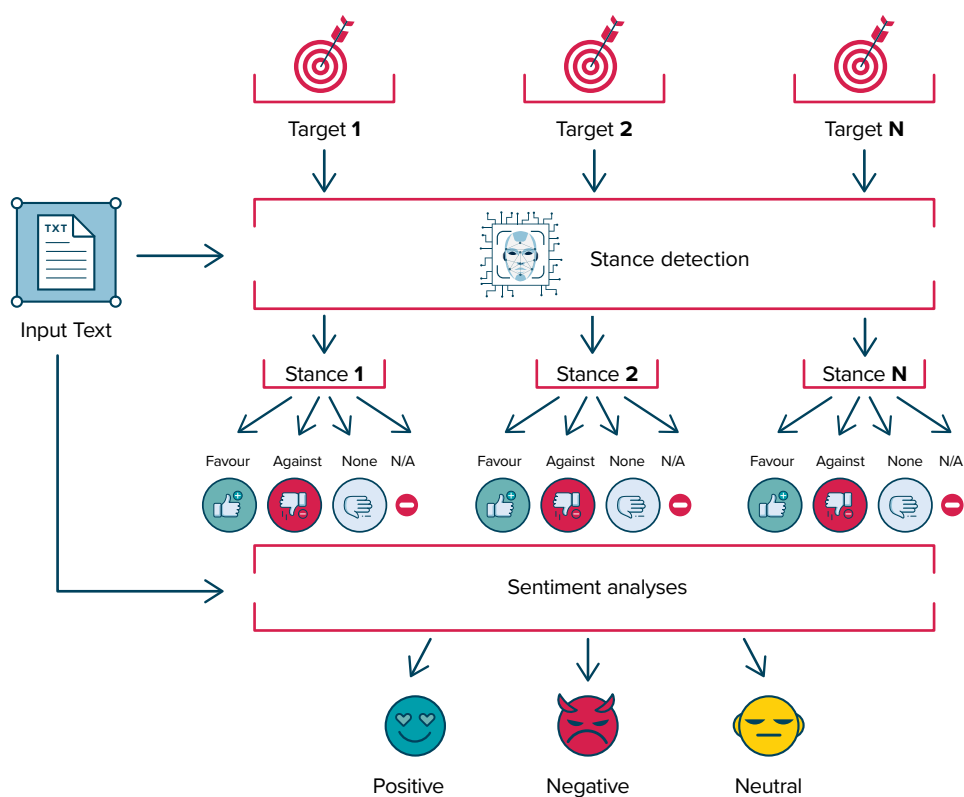 Target 1
Target 2
Target N
TXT
Stance detection
Input Text
Stance 1
Stance 2
Stance N
Favour Against None N/A
Favour Against None N/A
Favour Against None N/A
Sentiment analyses
Positive
Negative
Neutral